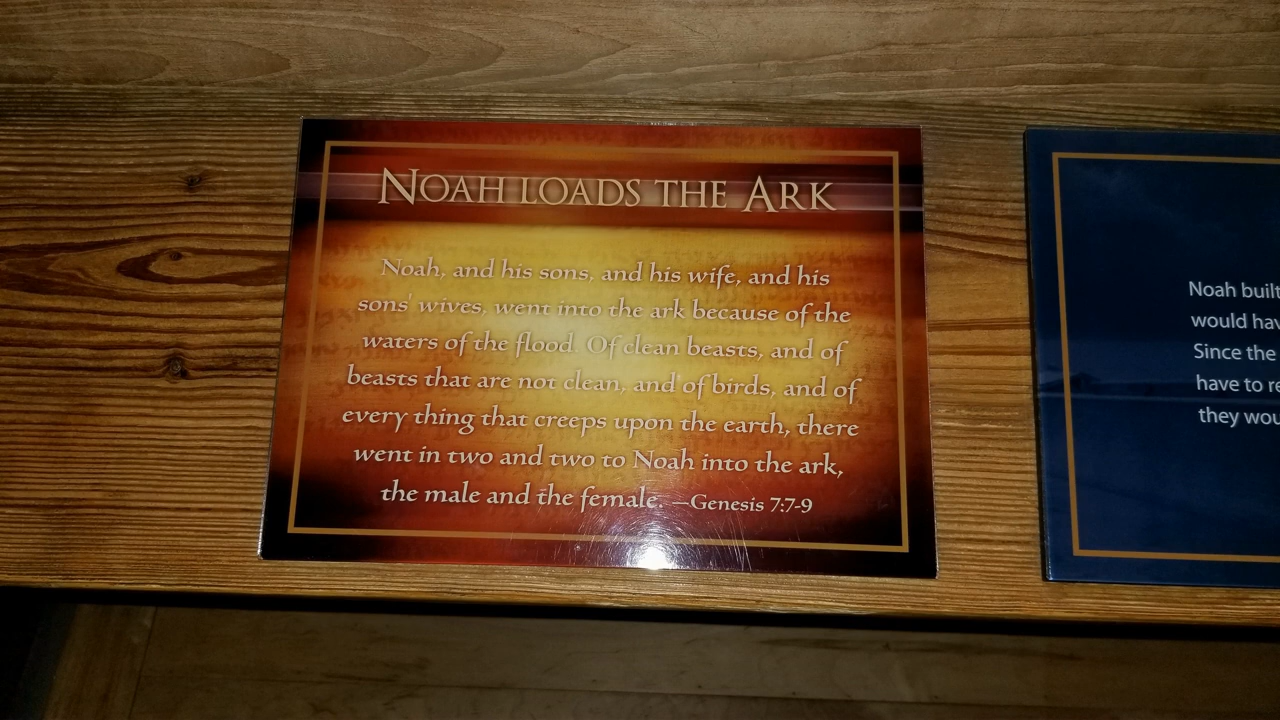 NOAH LOADS THE ARK
Noah, and his sons, and his wife, and his
sons' wives, went into the ark because of the
waters of the flood. Of clean beasts, and of
beasts that are not clean, and of birds, and of
every thing that creeps upon the earth, there
went in two and two to Noah into the ark,
the male and the female. —Genesis 7:7-9
Noah built
would
Since the
have to
they